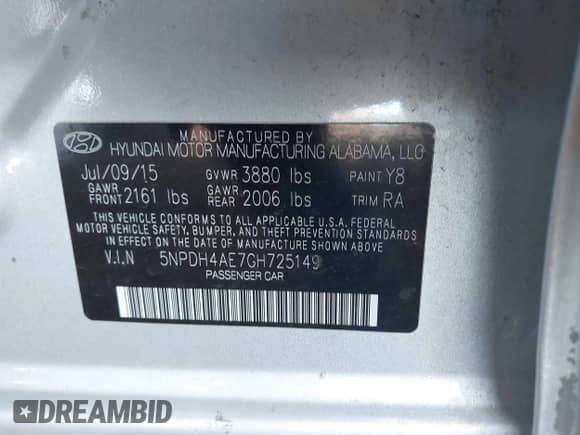 MANUFACTURED BY
HYUNDAI MOTOR MANUFACTURING ALABAMA, LLC
Jul/09/15 GVWR 3880 lbs PAINT Y8
GAWR FRONT 2161 lbs GAWR REAR 2006 lbs TRIM RA
THIS VEHICLE CONFORMS TO ALL APPLICABLE U.S.A. FEDERAL
MOTOR VEHICLE SAFETY, BUMPER, AND THEFT PREVENTION STANDARDS
IN EFFECT ON THE DATE OF MANUFACTURE SHOWN ABOVE.
V.I.N 5NPDH4AE7GH725149
PASSENGER CAR
DREAMBID